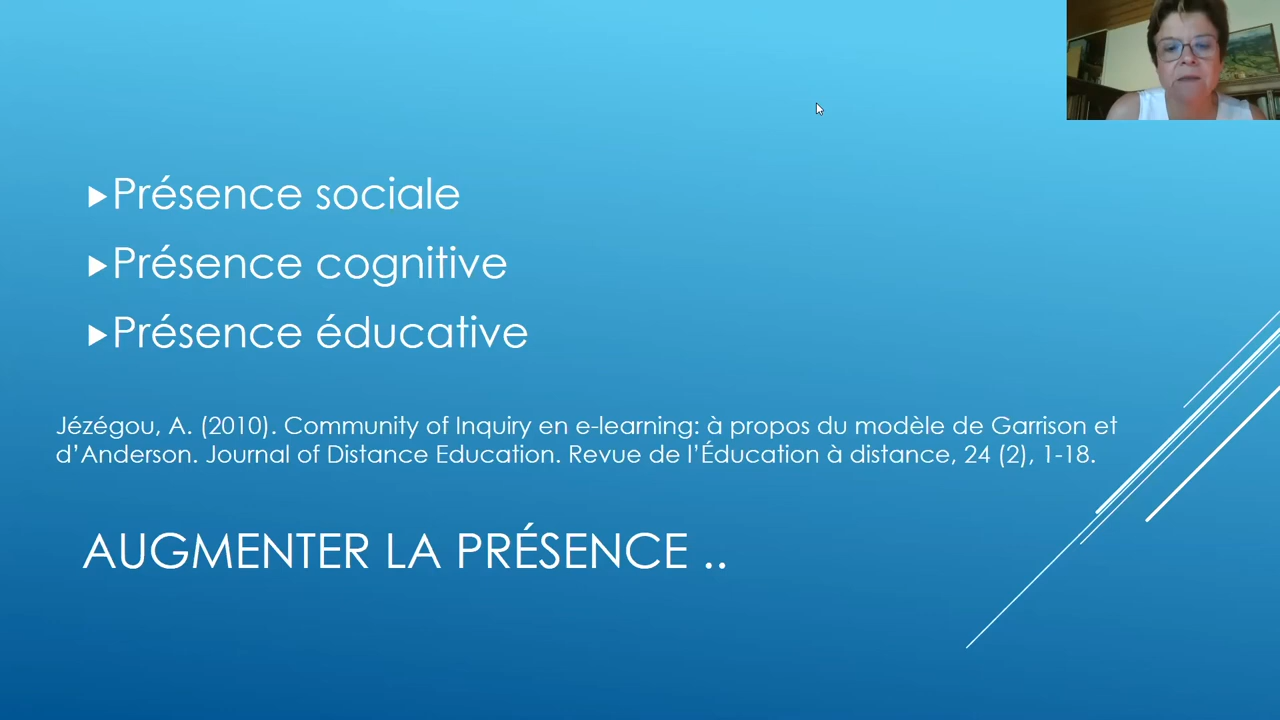 Présence sociale
Présence cognitive
Présence éducative
Jézégou, A. (2010). Community of Inquiry en e-learning: à propos du modèle de Garrison et
d’Anderson. Journal of Distance Education. Revue de l’Éducation à distance, 24 (2), 1-18.
AUGMENTER LA PRÉSENCE ..